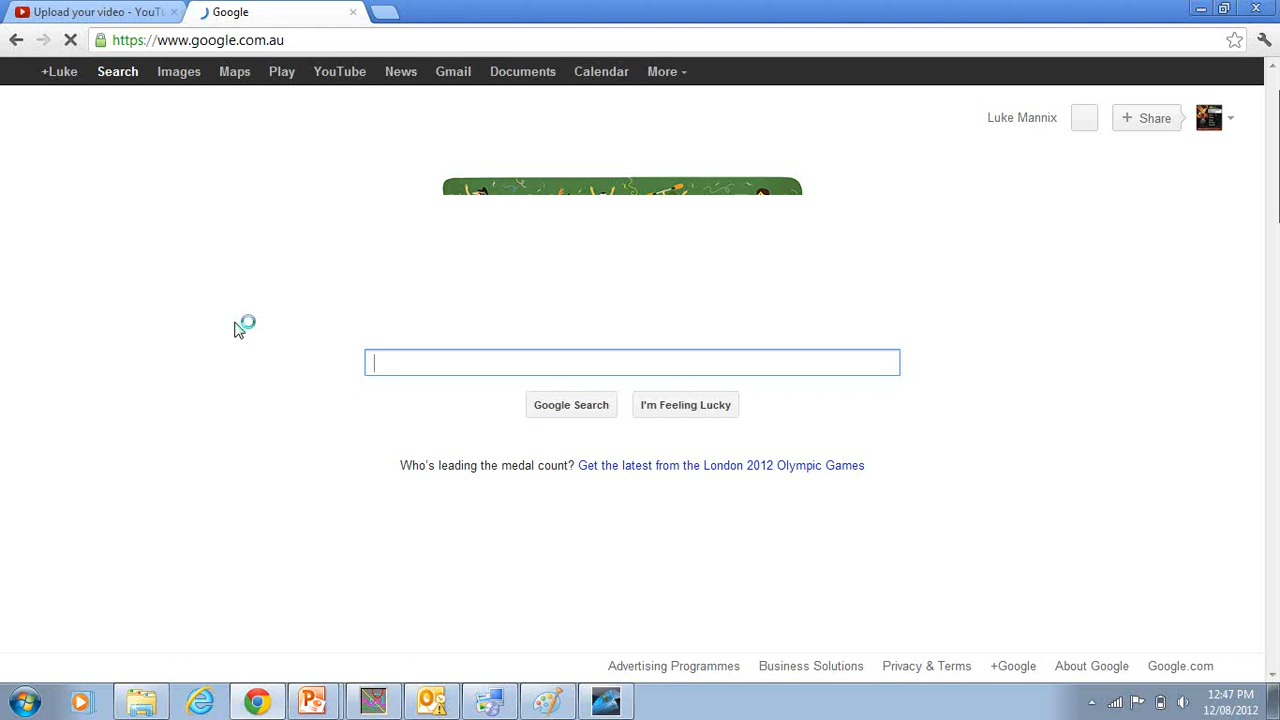 Upload your video - YouTu
Google
https://www.google.com.au
+Luke Search Images Maps Play YouTube News Gmail Documents Calendar More
Luke Mannix + Share
Google Search I'm Feeling Lucky
Who's leading the medal count? Get the latest from the London 2012 Olympic Games
Advertising Programmes Business Solutions Privacy & Terms +Google About Google Google.com
12:47 PM
12/08/2012